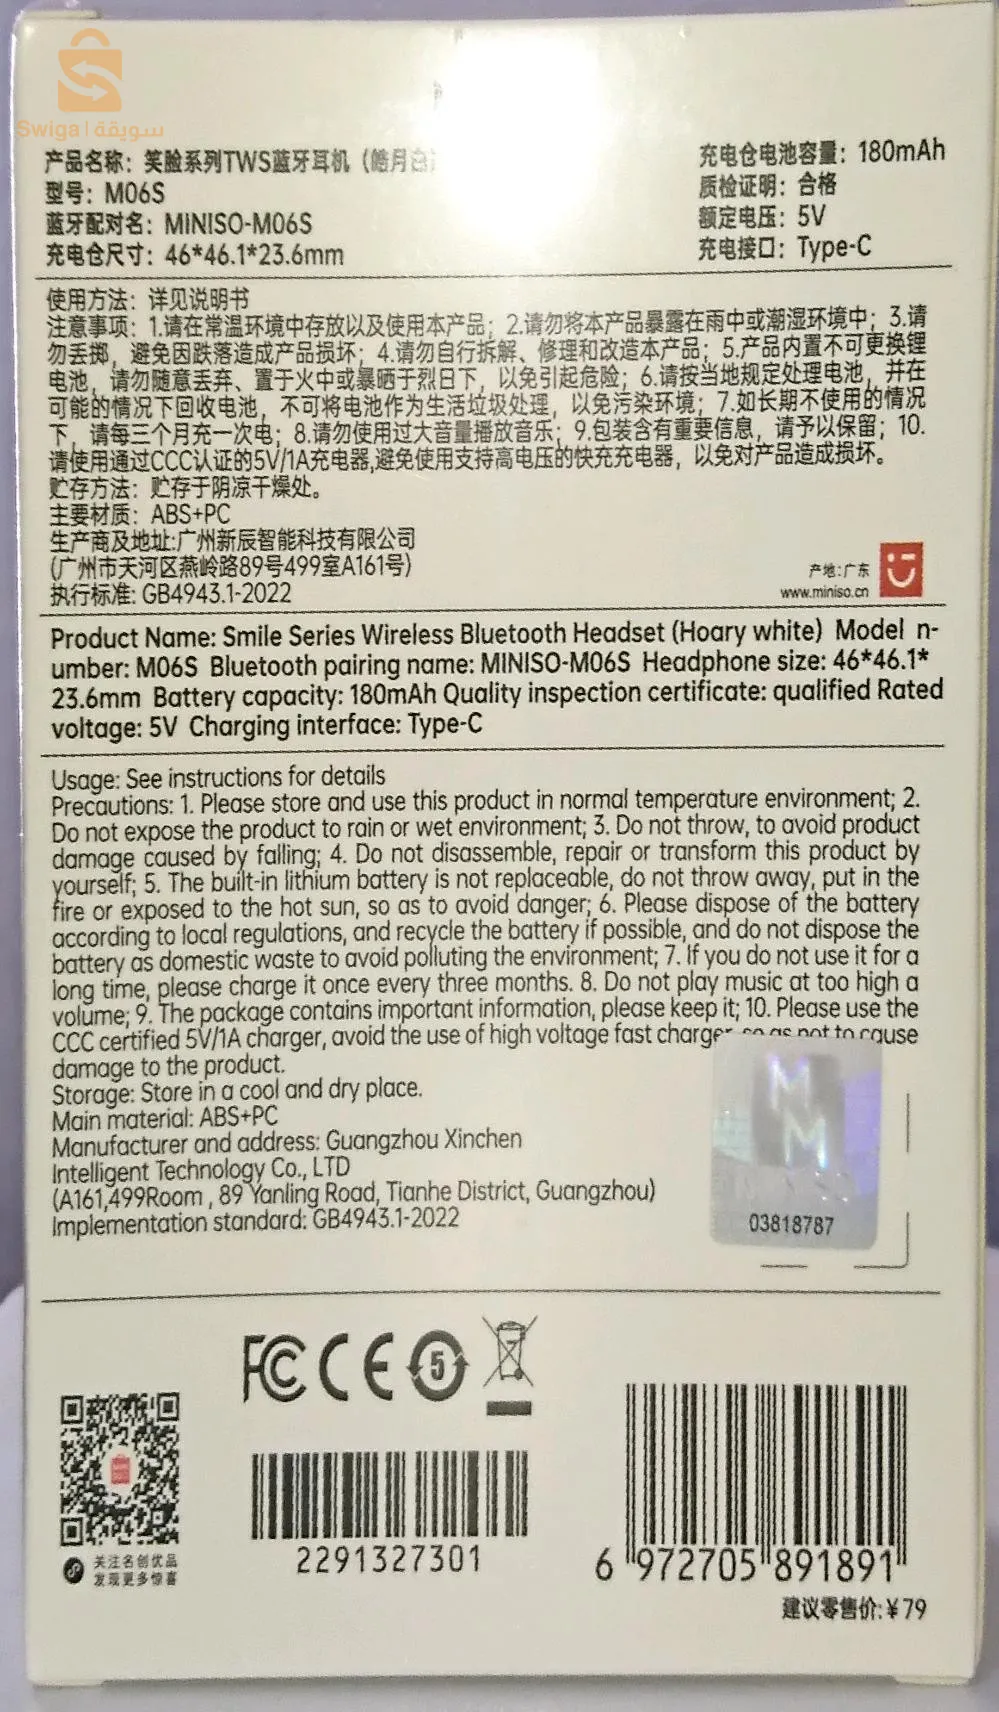 Swiga | سويقة
产品名称：笑脸系列TWS蓝牙耳机（皓月白
型号：M06S
蓝牙配对名：MINISO-M06S
充电仓尺寸：46*46.1*23.6mm
充电仓电池容量：180mAh
质检证明：合格
额定电压：5V
充电接口：Type-C
使用方法：详见说明书
注意事项：1.请在常温环境中存放以及使用本产品；2.请勿将本产品暴露在雨中或潮湿环境中；3.请
勿丢掷，避免因跌落造成产品损坏；4.请勿自行拆解、修理和改造本产品；5.产品内置不可更换锂
电池，请勿随意丢弃、置于火中或暴晒于烈日下，以免引起危险；6.请按当地规定处理电池，并在
可能的情况下回收电池，不可将电池作为生活垃圾处理，以免污染环境；7.如长期不使用的情况
下，请每三个月充一次电；8.请勿使用过大音量播放音乐；9.包装含有重要信息，请予以保留；10.
请使用通过CCC认证的5V/1A充电器,避免使用支持高电压的快充充电器，以免对产品造成损坏。
贮存方法：贮存于阴凉干燥处。
主要材质：ABS+PC
生产商及地址:广州新辰智能科技有限公司
(广州市天河区燕岭路89号499室A161号)
执行标准: GB4943.1-2022
产地:广东
www.miniso.cn
Product Name: Smile Series Wireless Bluetooth Headset (Hoary white) Model n-
umber: M06S Bluetooth pairing name: MINISO-M06S Headphone size: 46*46.1*
23.6mm Battery capacity: 180mAh Quality inspection certificate: qualified Rated
voltage: 5V Charging interface: Type-C
Usage: See instructions for details
Precautions: 1. Please store and use this product in normal temperature environment; 2.
Do not expose the product to rain or wet environment; 3. Do not throw, to avoid product
damage caused by falling; 4. Do not disassemble, repair or transform this product by
yourself; 5. The built-in lithium battery is not replaceable, do not throw away, put in the
fire or exposed to the hot sun, so as to avoid danger; 6. Please dispose of the battery
according to local regulations, and recycle the battery if possible, and do not dispose the
battery as domestic waste to avoid polluting the environment; 7. If you do not use it for a
long time, please charge it once every three months. 8. Do not play music at too high a
volume; 9. The package contains important information, please keep it; 10. Please use the
CCC certified 5V/1A charger, avoid the use of high voltage fast charger so as not to cause
damage to the product.
Storage: Store in a cool and dry place.
Main material: ABS+PC
Manufacturer and address: Guangzhou Xinchen
Intelligent Technology Co., LTD
(A161,499Room , 89 Yanling Road, Tianhe District, Guangzhou)
Implementation standard: GB4943.1-2022
03818787
FC CE 5
关注名创优品
发现更多惊喜
2291327301
6 972705 891891
建议零售价:¥79